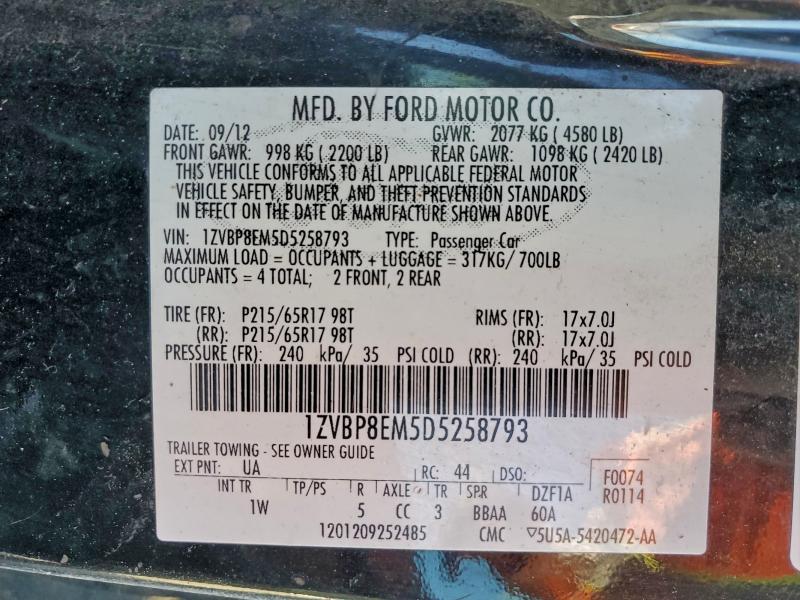 MFD. BY FORD MOTOR CO.
DATE: 09/12 GVWR: 2077 KG ( 4580 LB)
FRONT GAWR: 998 KG ( 2200 LB) REAR GAWR: 1098 KG ( 2420 LB)
THIS VEHICLE CONFORMS TO ALL APPLICABLE FEDERAL MOTOR
VEHICLE SAFETY, BUMPER, AND THEFT PREVENTION STANDARDS
IN EFFECT ON THE DATE OF MANUFACTURE SHOWN ABOVE.
VIN: 1ZVBP8EM5D5258793 TYPE: Passenger Car
MAXIMUM LOAD = OCCUPANTS + LUGGAGE = 317KG/ 700LB
OCCUPANTS = 4 TOTAL; 2 FRONT, 2 REAR
TIRE (FR): P215/65R17 98T RIMS (FR): 17x7.0J
(RR): P215/65R17 98T (RR): 17x7.0J
PRESSURE (FR): 240 kPa/ 35 PSI COLD (RR): 240 kPa/ 35 PSI COLD
1ZVBP8EM5D5258793
TRAILER TOWING - SEE OWNER GUIDE
EXT PNT: UA RC: 44 DSO: F0074
INT TR TP/PS R AXLE TR SPR DZF1A R0114
1W 5 CC 3 BBAA 60A
1201209252485 CMC ▽5U5A-5420472-AA